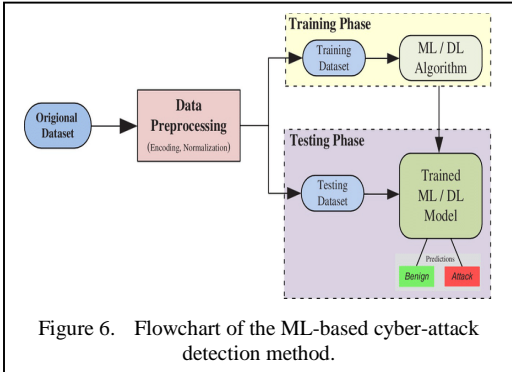 Training Phase
Training
Dataset
ML / DL
Algorithm
Origional
Dataset
Data
Preprocessing
(Encoding, Normalization)
Testing Phase
Testing
Dataset
Trained
ML / DL
Model
Predictions
Benign
Attack
Figure 6. Flowchart of the ML-based cyber-attack
detection method.